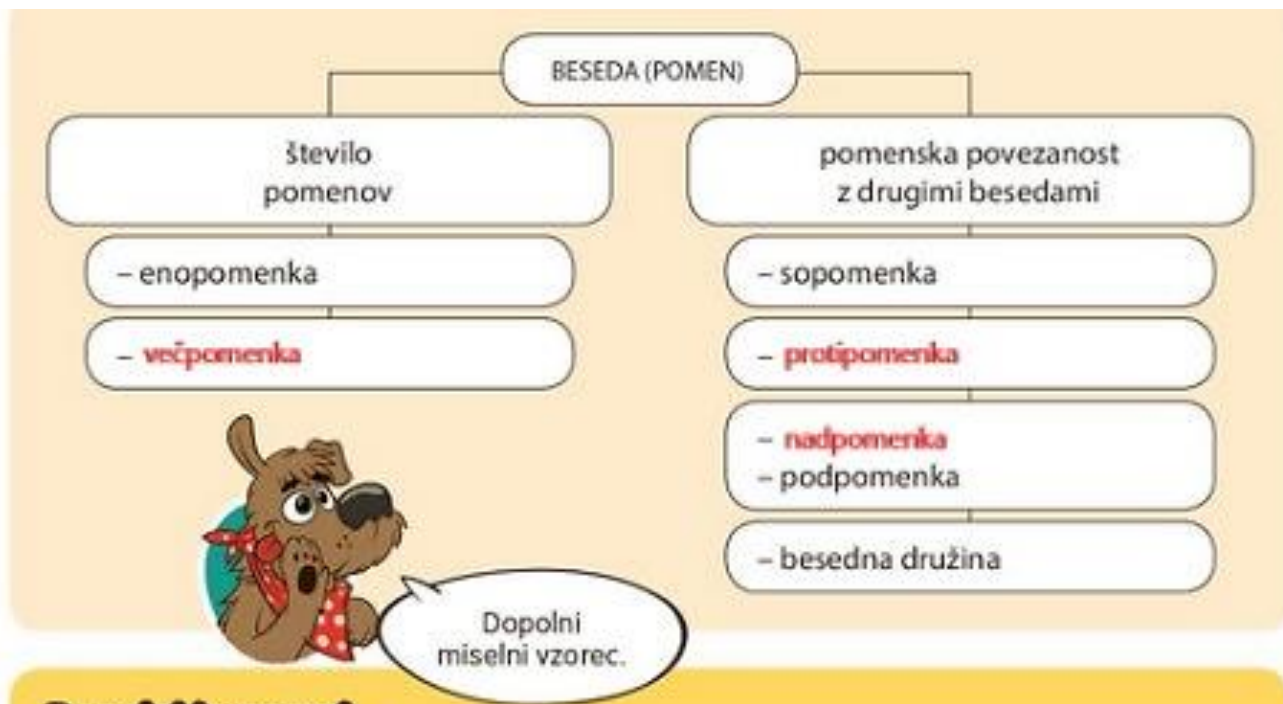 BESEDA (POMEN)
število
pomenov
– enopomenka
– večpomenka
pomenska povezanost
z drugimi besedami
– sopomenka
– protipomenka
– nadpomenka
– podpomenka
– besedna družina
Dopolni
miselni vzorec.